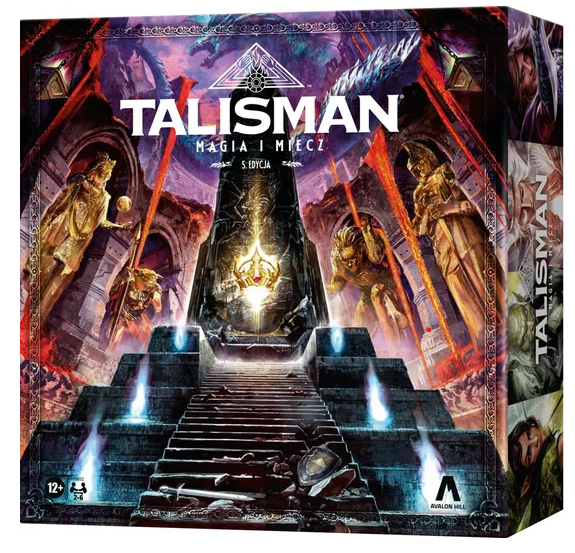 TALISMAN®
MAGIA I MIECZ
5. EDYCJA
12+
2-6
AVALON HILL
TALISMAN
MAGIA I MIECZ